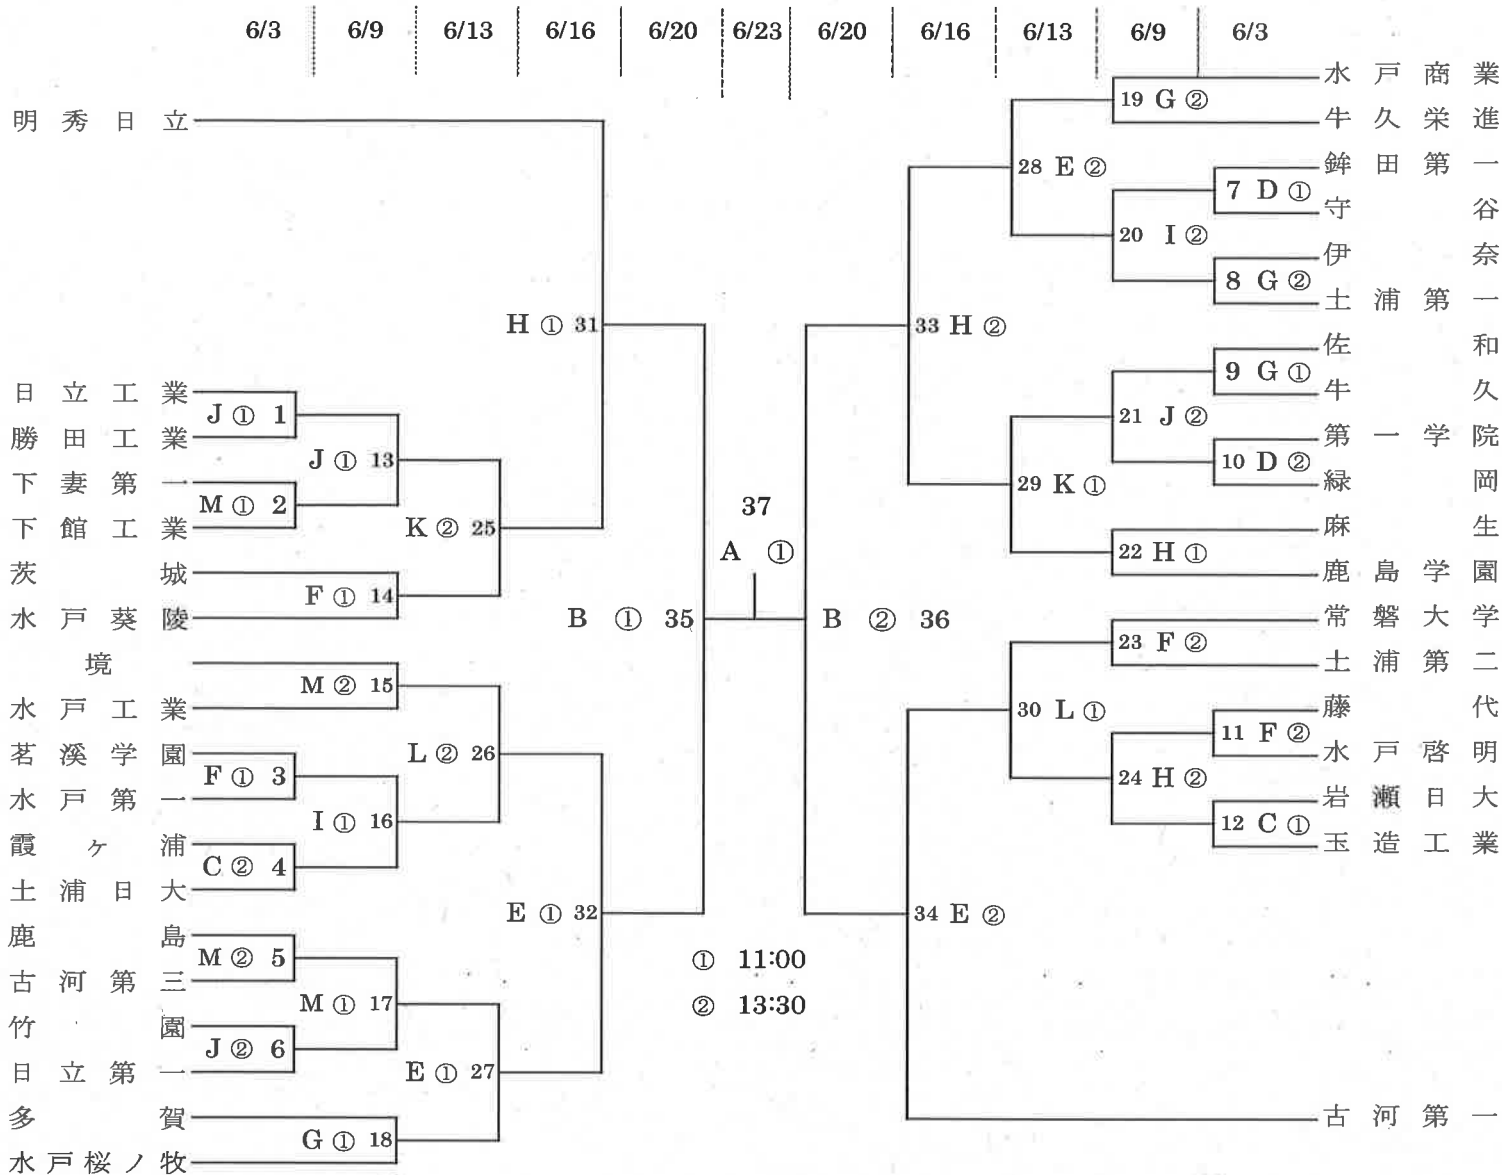 6/3 6/9 6/13 6/16 6/20 6/23 6/20 6/16 6/13 6/9 6/3
水戸商業
19 G ②
明秀日立
牛久栄進
鉾田第一
28 E ②
7 D ①
守谷
20 I ②
伊奈
8 G ②
土浦第一
H ① 31
33 H ②
佐和
9 G ①
日立工業
牛久
J ① 1
21 J ②
勝田工業
第一学院
J ① 13
10 D ②
下妻第一
29 K ①
緑岡
M ① 2
37
下館工業
K ② 25
麻生
A ①
22 H ①
茨城
鹿島学園
F ① 14
水戸葵陵
B ① 35
B ② 36
常磐大学
23 F ②
境
土浦第二
M ② 15
水戸工業
30 L ①
藤代
11 F ②
茗溪学園
L ② 26
水戸啓明
F ① 3
24 H ②
水戸第一
岩瀬日大
I ① 16
12 C ①
霞ヶ浦
玉造工業
C ② 4
土浦日大
E ① 32
34 E ②
鹿島
M ② 5
① 11:00
古河第三
M ① 17
② 13:30
竹園
J ② 6
日立第一
E ① 27
多賀
古河第一
G ① 18
水戸桜ノ牧